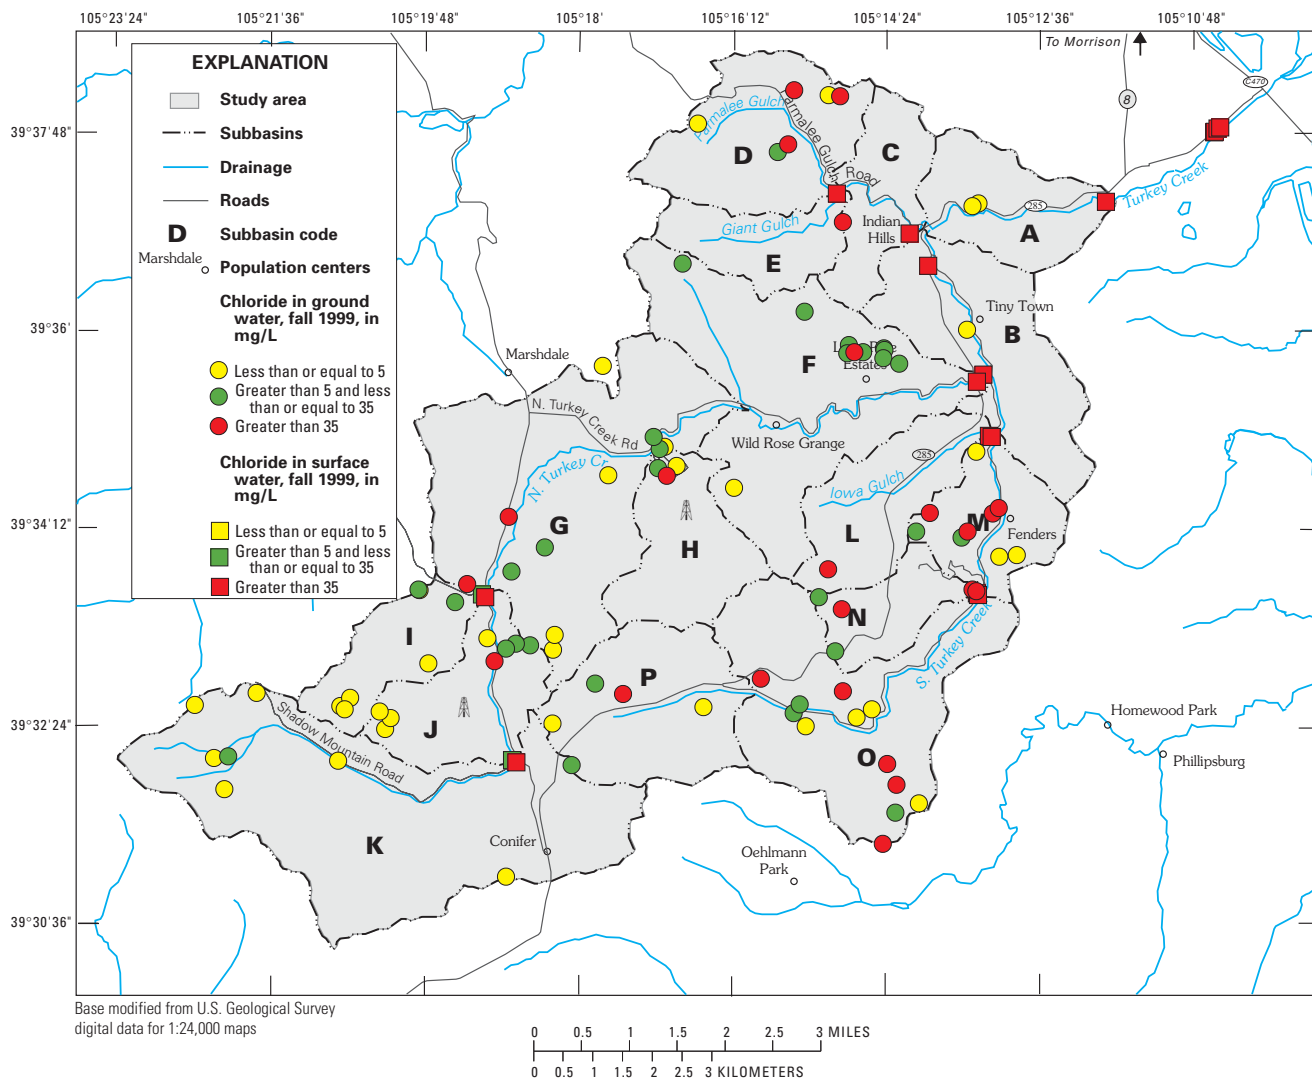 105°23'24"
105°21'36"
105°19'48"
105°18'
105°16'12"
105°14'24"
105°12'36"
105°10'48"
39°37'48"
39°36'
39°34'12"
39°32'24"
39°30'36"
EXPLANATION
Study area
Subbasins
Drainage
Roads
D
Subbasin code
Marshdale
Population centers
Chloride in ground
water, fall 1999, in
mg/L
Less than or equal to 5
Greater than 5 and less
than or equal to 35
Greater than 35
Chloride in surface
water, fall 1999, in
mg/L
Less than or equal to 5
Greater than 5 and less
than or equal to 35
Greater than 35
To Morrison
8
C470
Parmalee Gulch
Parmalee Gulch
Road
D
C
285
Turkey Creek
A
Giant Gulch
Indian
Hills
E
Tiny Town
B
Marshdale
F
Estates
N. Turkey Creek Rd
Wild Rose Grange
N. Turkey Cr
285
Iowa Gulch
G
H
L
M
Fenders
I
N
S. Turkey Creek
P
Shadow Mountain Road
J
O
Homewood Park
Phillipsburg
K
Conifer
Oehlmann
Park
Base modified from U.S. Geological Survey
digital data for 1:24,000 maps
0 0.5 1 1.5 2 2.5 3 MILES
0 0.5 1 1.5 2 2.5 3 KILOMETERS